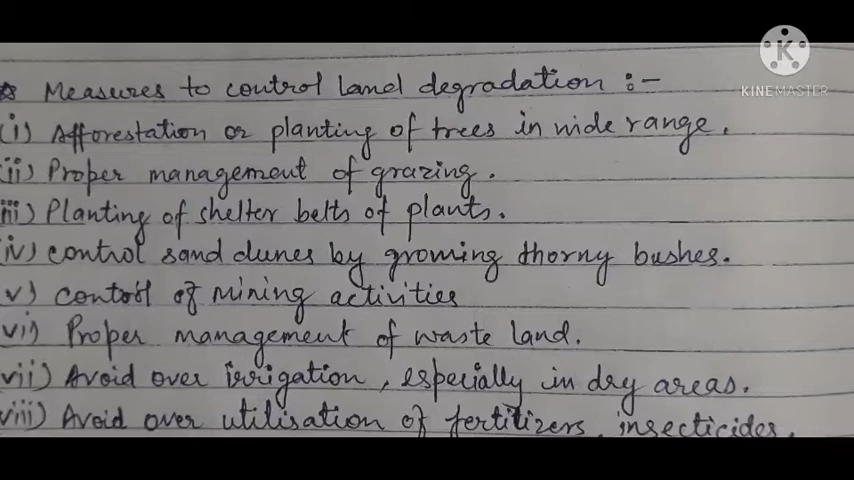 KINEMASTER
☆ Measures to control land degradation :-
(i) Afforestation or planting of trees in wide range.
(ii) Proper management of grazing.
iii) Planting of shelter belts of plants.
(iv) control sand dunes by growing thorny bushes.
(v) control of mining activities
vi) Proper management of waste land.
vii) Avoid over irrigation, especially in dry areas.
viii) Avoid over utilisation of fertilizers, insecticides.